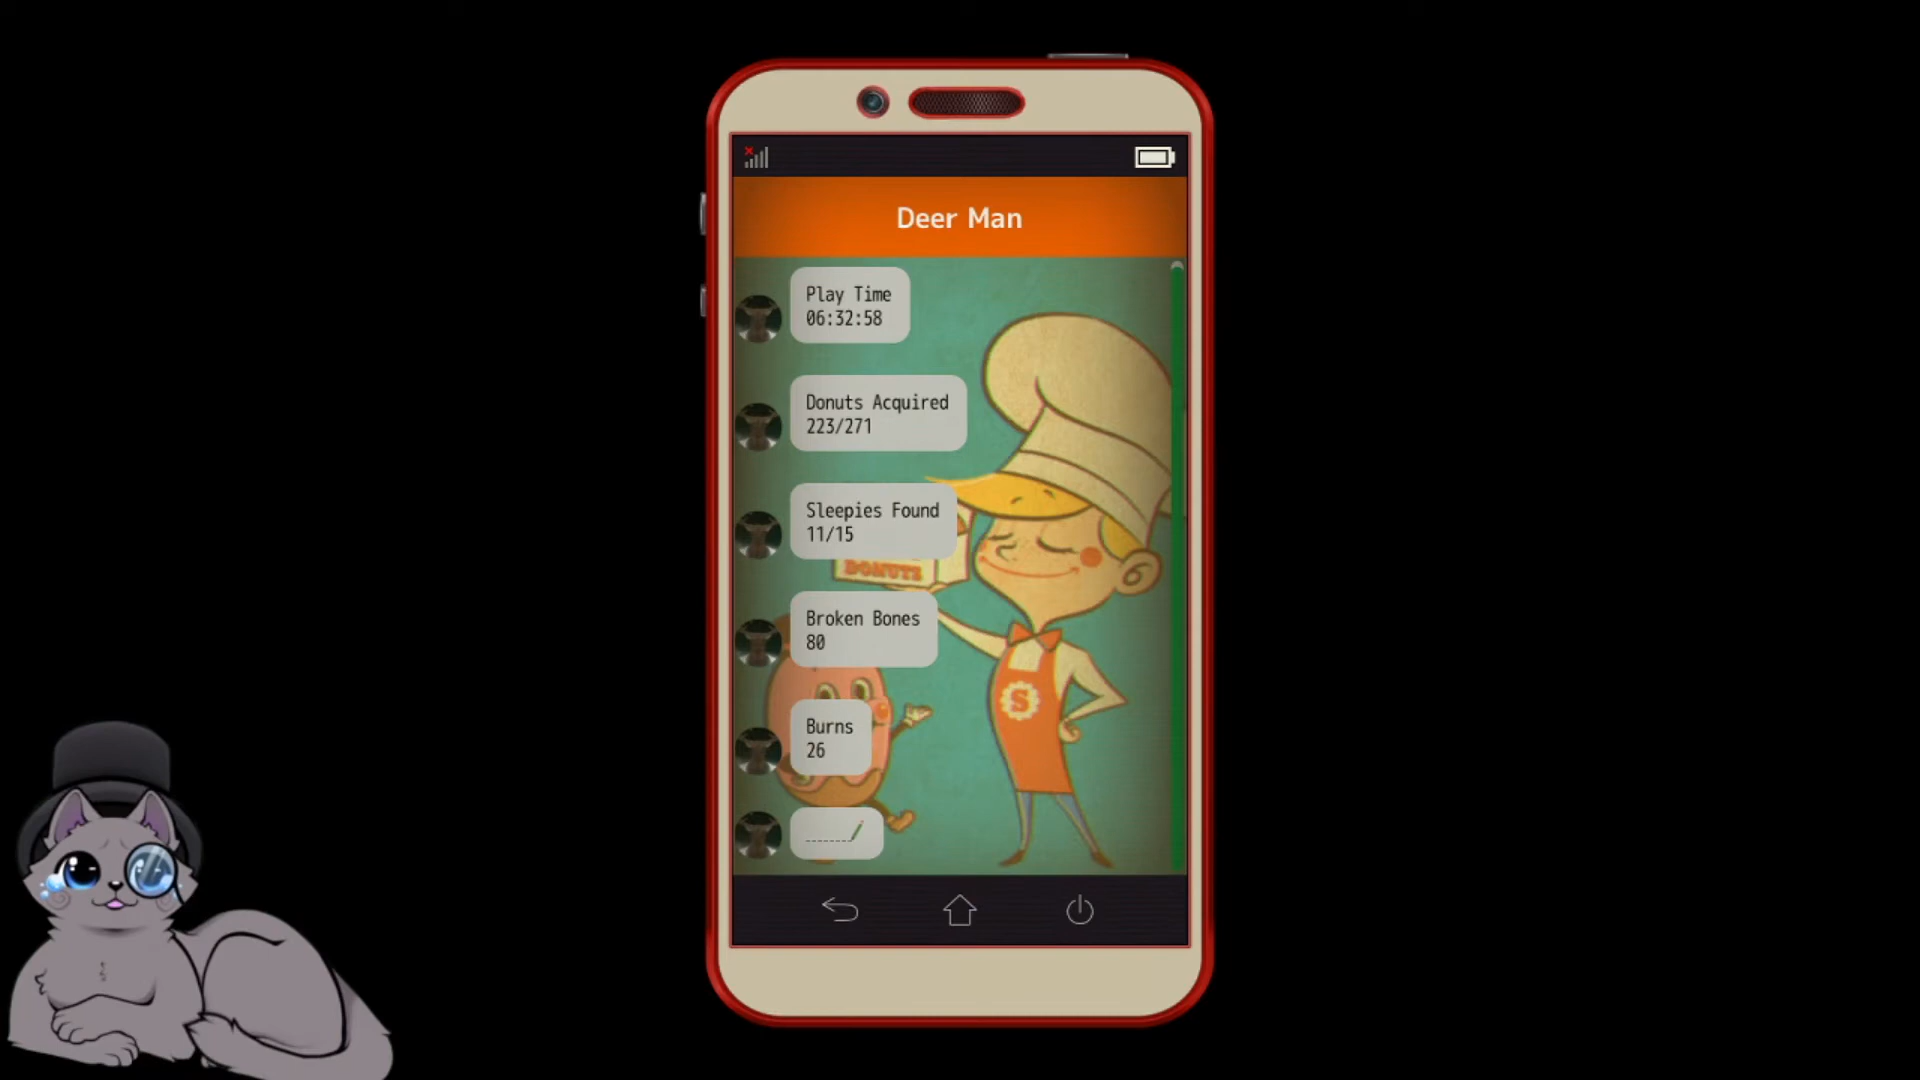 Deer Man
Play Time
06:32:58
Donuts Acquired
223/271
Sleepies Found
11/15
DONUTS
Broken Bones
80
S
Burns
26